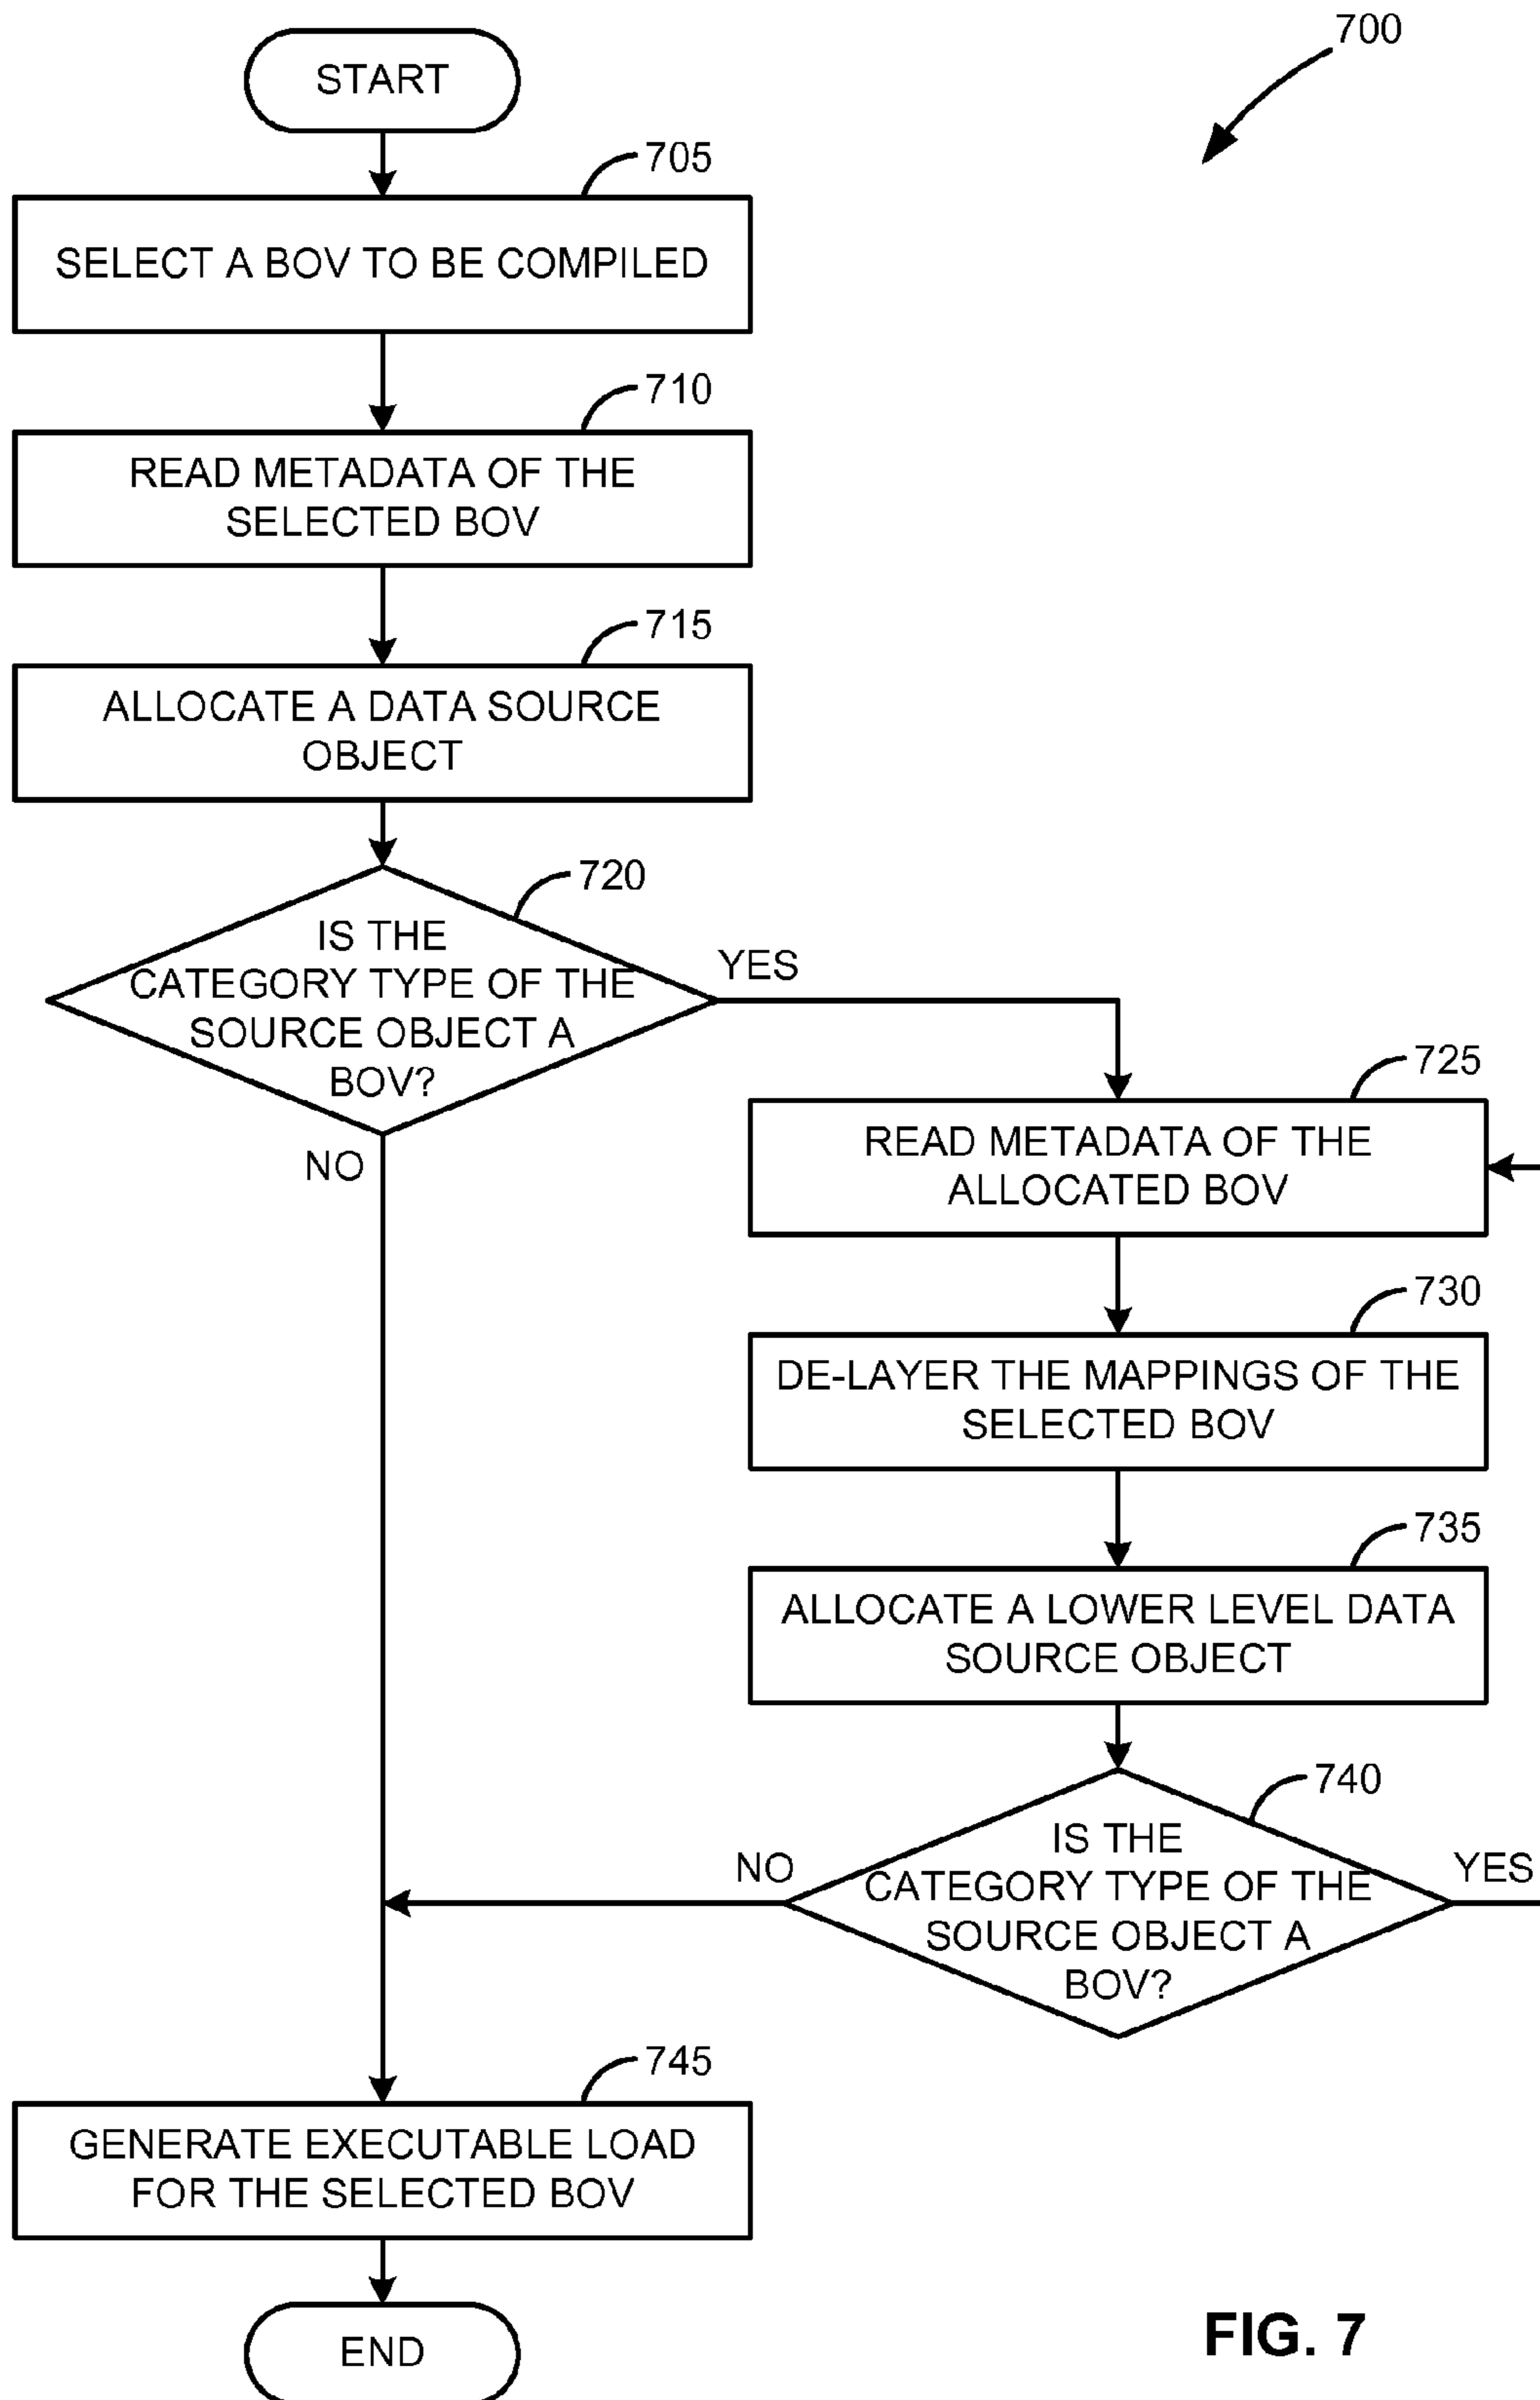 700
START
705
SELECT A BOV TO BE COMPILED
710
READ METADATA OF THE
SELECTED BOV
715
ALLOCATE A DATA SOURCE
OBJECT
720
IS THE
CATEGORY TYPE OF THE
SOURCE OBJECT A
BOV?
YES
NO
725
READ METADATA OF THE
ALLOCATED BOV
730
DE-LAYER THE MAPPINGS OF THE
SELECTED BOV
735
ALLOCATE A LOWER LEVEL DATA
SOURCE OBJECT
740
IS THE
CATEGORY TYPE OF THE
SOURCE OBJECT A
BOV?
NO
YES
745
GENERATE EXECUTABLE LOAD
FOR THE SELECTED BOV
END
FIG. 7